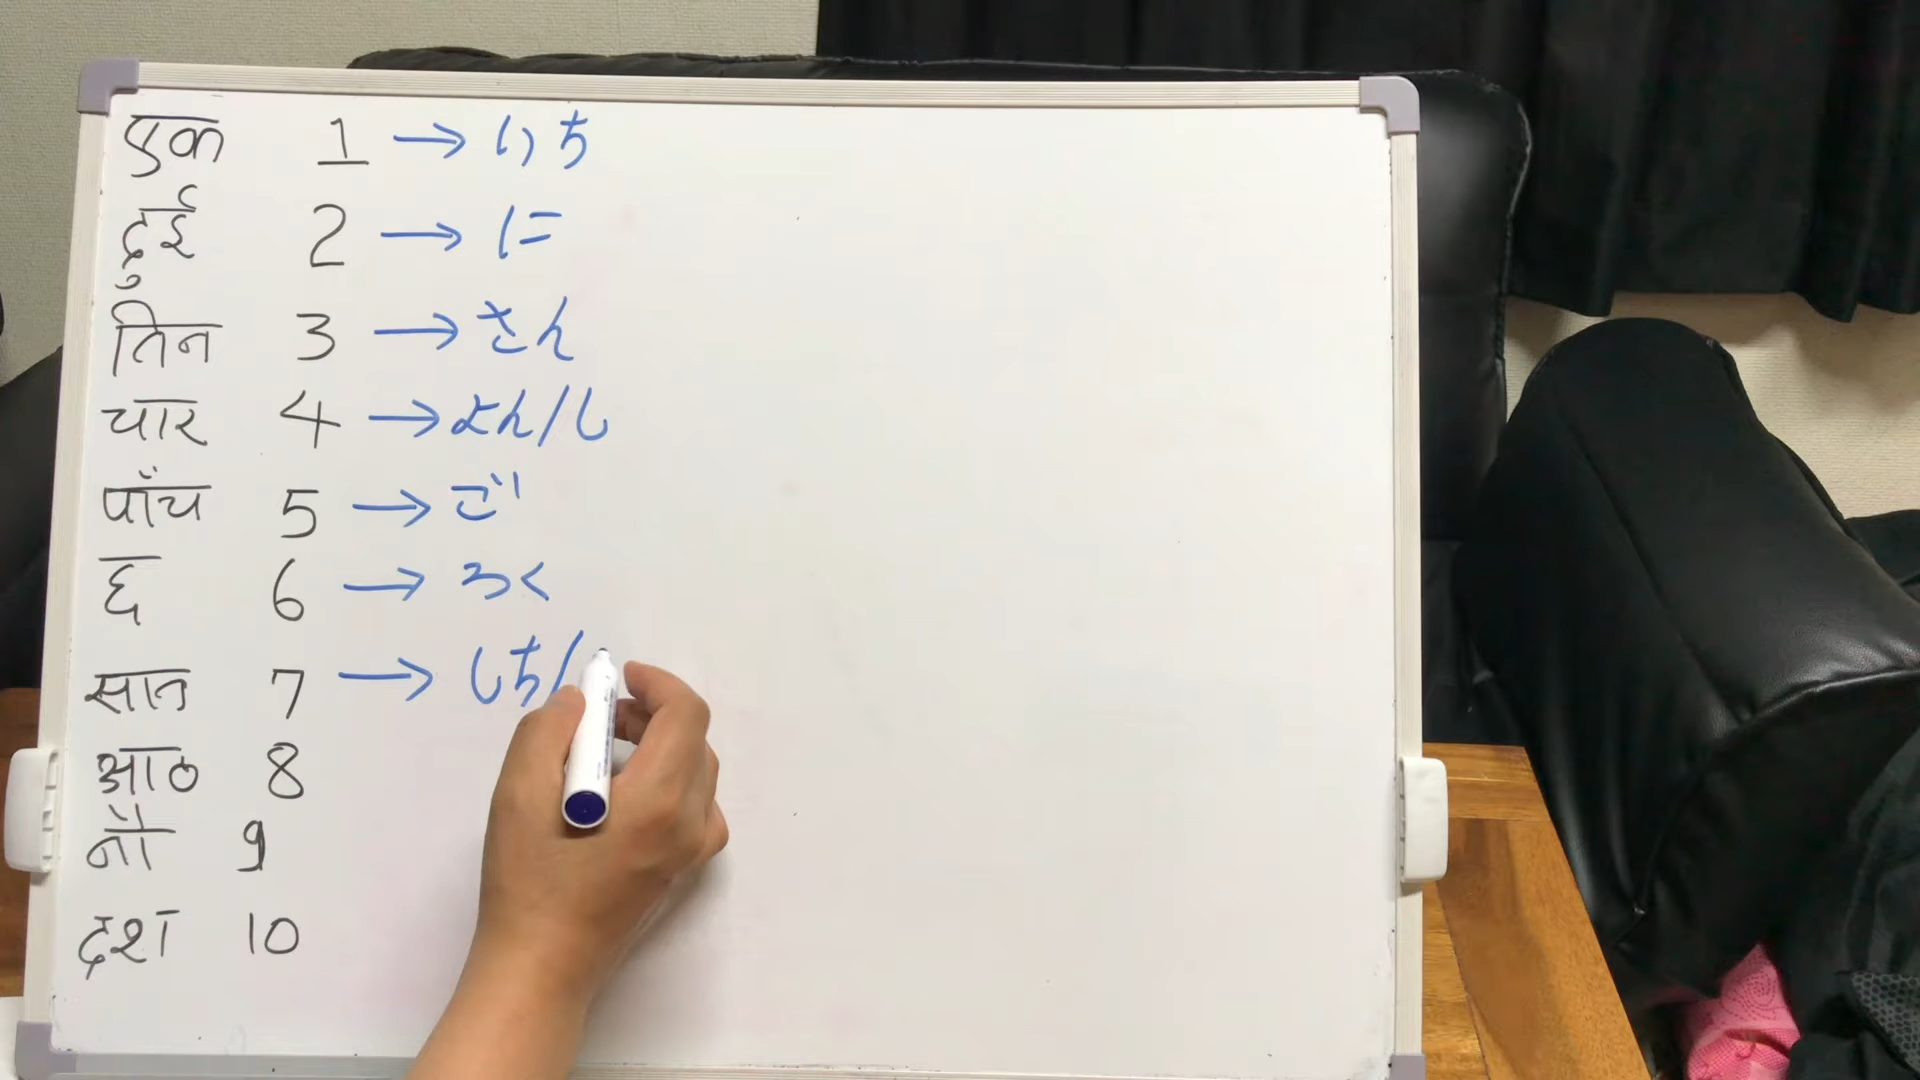 एक 1 → いち
दुई 2 → に
तिन 3 → さん
चार 4 → よん/し
पाँच 5 → ご
छ 6 → ろく
सात 7 → しち/
आठ 8
नौ 9
दश 10